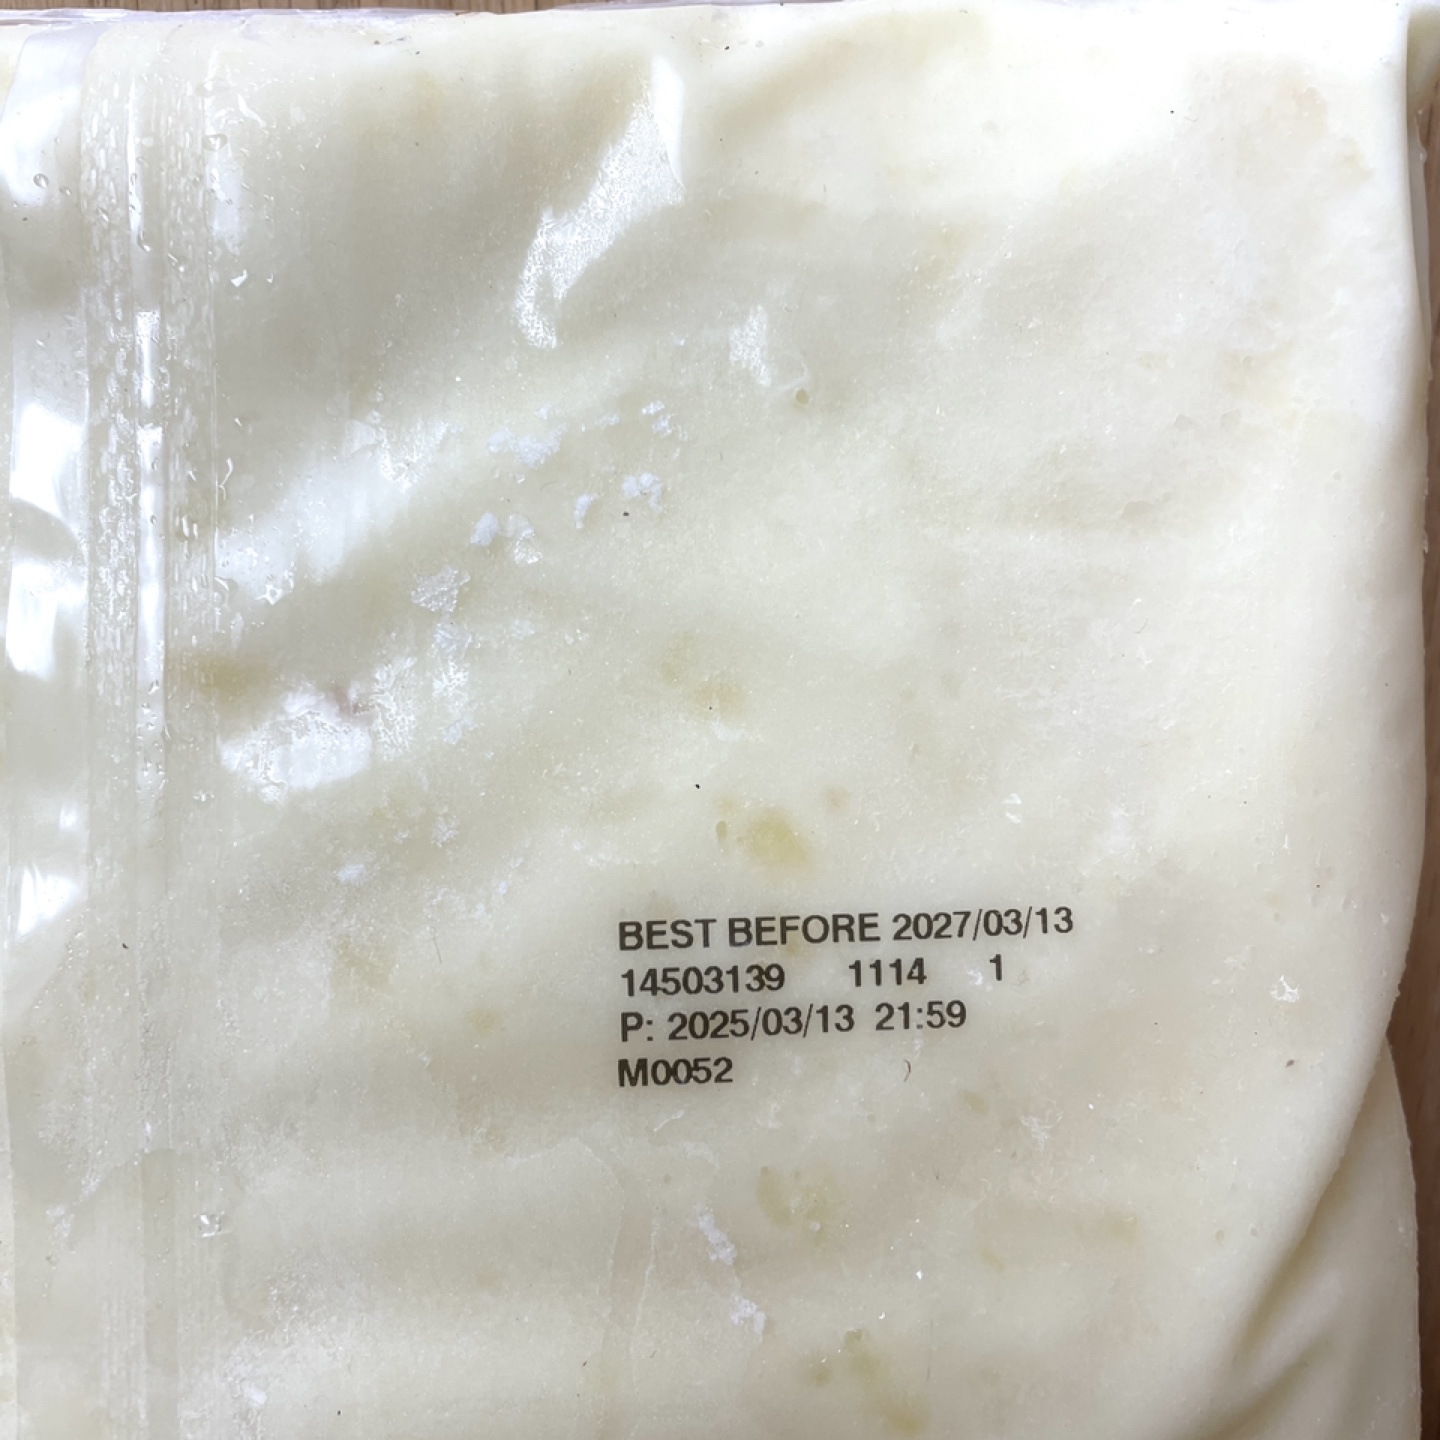 BEST BEFORE 2027/03/13
14503139 1114 1
P: 2025/03/13 21:59
M0052